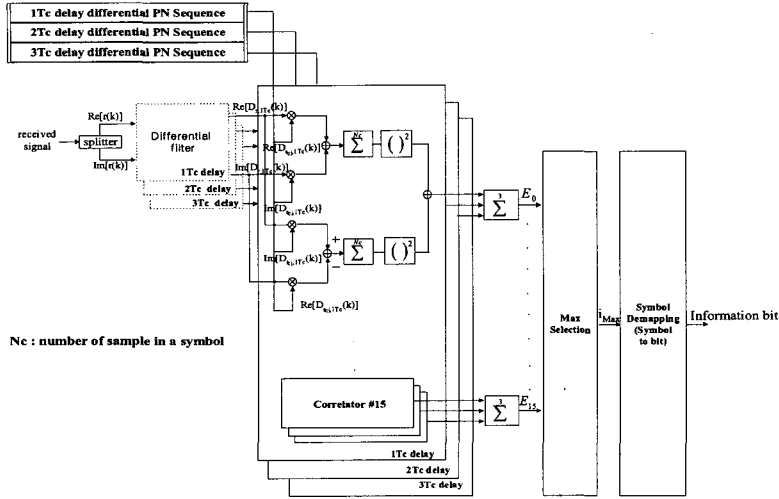 1Tc delay differential PN Sequence
2Tc delay differential PN Sequence
3Tc delay differential PN Sequence
received
signal
splitter
Re[r(k)]
Im[r(k)]
Differential
filter
1Tc delay
2Tc delay
3Tc delay
Re[D
Im[D
Nc
Σ
( )²
+
−
Nc
Σ
( )²
3
Σ
E₀
Nc : number of sample in a symbol
Correlator #15
3
Σ
E₁₅
1Tc delay
2Tc delay
3Tc delay
Max
Selection
i_Max
Symbol
Demapping
(Symbol
to bit)
Information bit